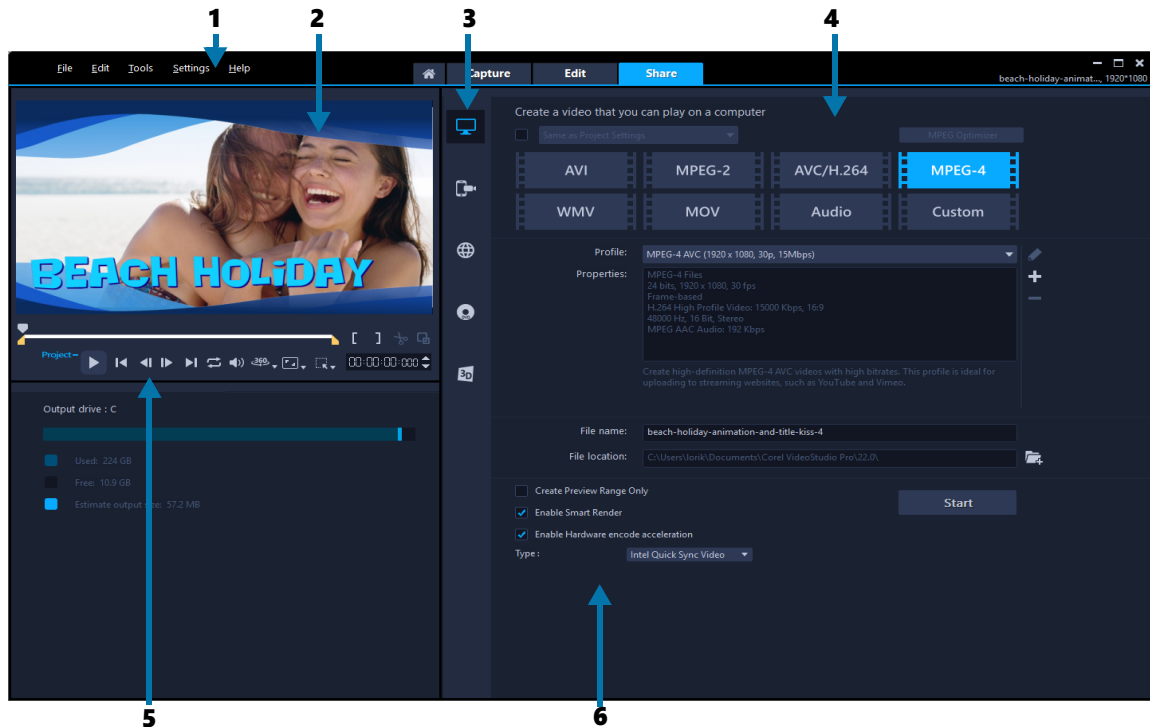 1 2 3 4
File Edit Tools Settings Help
Capture Edit Share
beach-holiday-animat..., 1920*1080
BEACH HOLiDAY
Project
[ ]
360
00:00:00:000
Output drive : C
Used: 224 GB
Free: 10.9 GB
Estimate output size: 57.2 MB
3D
Create a video that you can play on a computer
Same as Project Settings MPEG Optimizer
AVI MPEG-2 AVC/H.264 MPEG-4
WMV MOV Audio Custom
Profile: MPEG-4 AVC (1920 x 1080, 30p, 15Mbps)
Properties: MPEG-4 Files
24 bits, 1920 x 1080, 30 fps
Frame-based
H.264 High Profile Video: 15000 Kbps, 16:9
48000 Hz, 16 Bit, Stereo
MPEG AAC Audio: 192 Kbps
Create high-definition MPEG-4 AVC videos with high bitrates. This profile is ideal for
uploading to streaming websites, such as YouTube and Vimeo.
File name: beach-holiday-animation-and-title-kiss-4
File location: C:\Users\lorik\Documents\Corel VideoStudio Pro\22.0\
Create Preview Range Only
Start
Enable Smart Render
Enable Hardware encode acceleration
Type : Intel Quick Sync Video
5 6